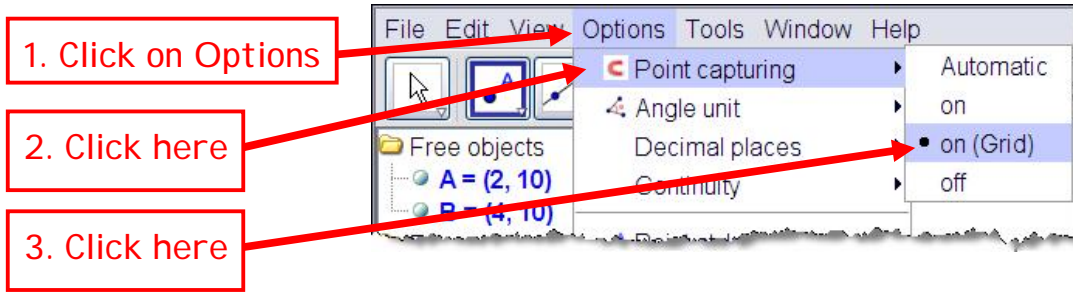 File Edit View Options Tools Window Help
1. Click on Options
Point capturing
Automatic
Angle unit
on
2. Click here
Free objects
Decimal places
on (Grid)
A = (2, 10)
Continuity
off
B = (4, 10)
3. Click here